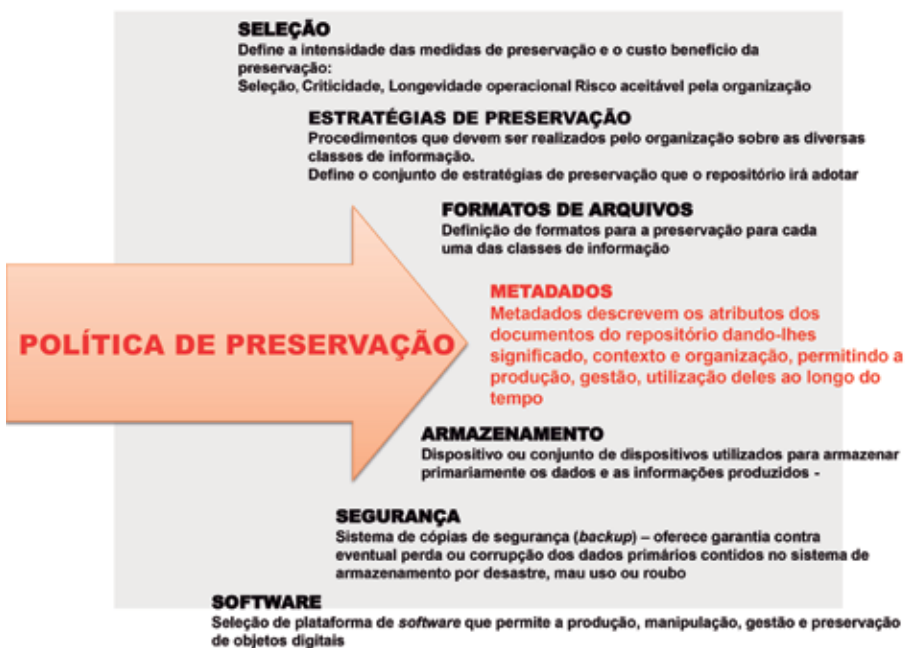 SELEÇÃO
Define a intensidade das medidas de preservação e o custo benefício da
preservação:
Seleção, Criticidade, Longevidade operacional Risco aceitável pela organização
ESTRATÉGIAS DE PRESERVAÇÃO
Procedimentos que devem ser realizados pelo organização sobre as diversas
classes de informação.
Define o conjunto de estratégias de preservação que o repositório irá adotar
FORMATOS DE ARQUIVOS
Definição de formatos para a preservação para cada
uma das classes de informação
METADADOS
Metadados descrevem os atributos dos
documentos do repositório dando-lhes
significado, contexto e organização, permitindo a
produção, gestão, utilização deles ao longo do
tempo
POLÍTICA DE PRESERVAÇÃO
ARMAZENAMENTO
Dispositivo ou conjunto de dispositivos utilizados para armazenar
primariamente os dados e as informações produzidos -
SEGURANÇA
Sistema de cópias de segurança (backup) – oferece garantia contra
eventual perda ou corrupção dos dados primários contidos no sistema de
armazenamento por desastre, mau uso ou roubo
SOFTWARE
Seleção de plataforma de software que permite a produção, manipulação, gestão e preservação
de objetos digitais